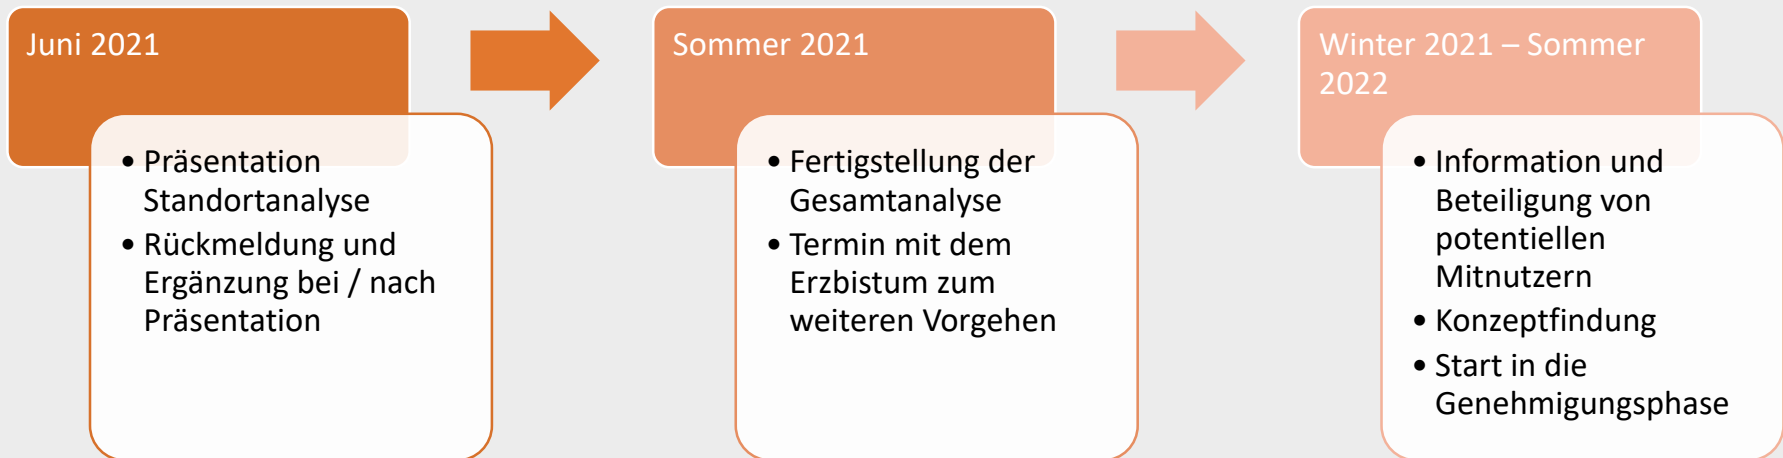 Juni 2021
• Präsentation
Standortanalyse
• Rückmeldung und
Ergänzung bei / nach
Präsentation
Sommer 2021
• Fertigstellung der
Gesamtanalyse
• Termin mit dem
Erzbistum zum
weiteren Vorgehen
Winter 2021 – Sommer
2022
• Information und
Beteiligung von
potentiellen
Mitnutzern
• Konzeptfindung
• Start in die
Genehmigungsphase